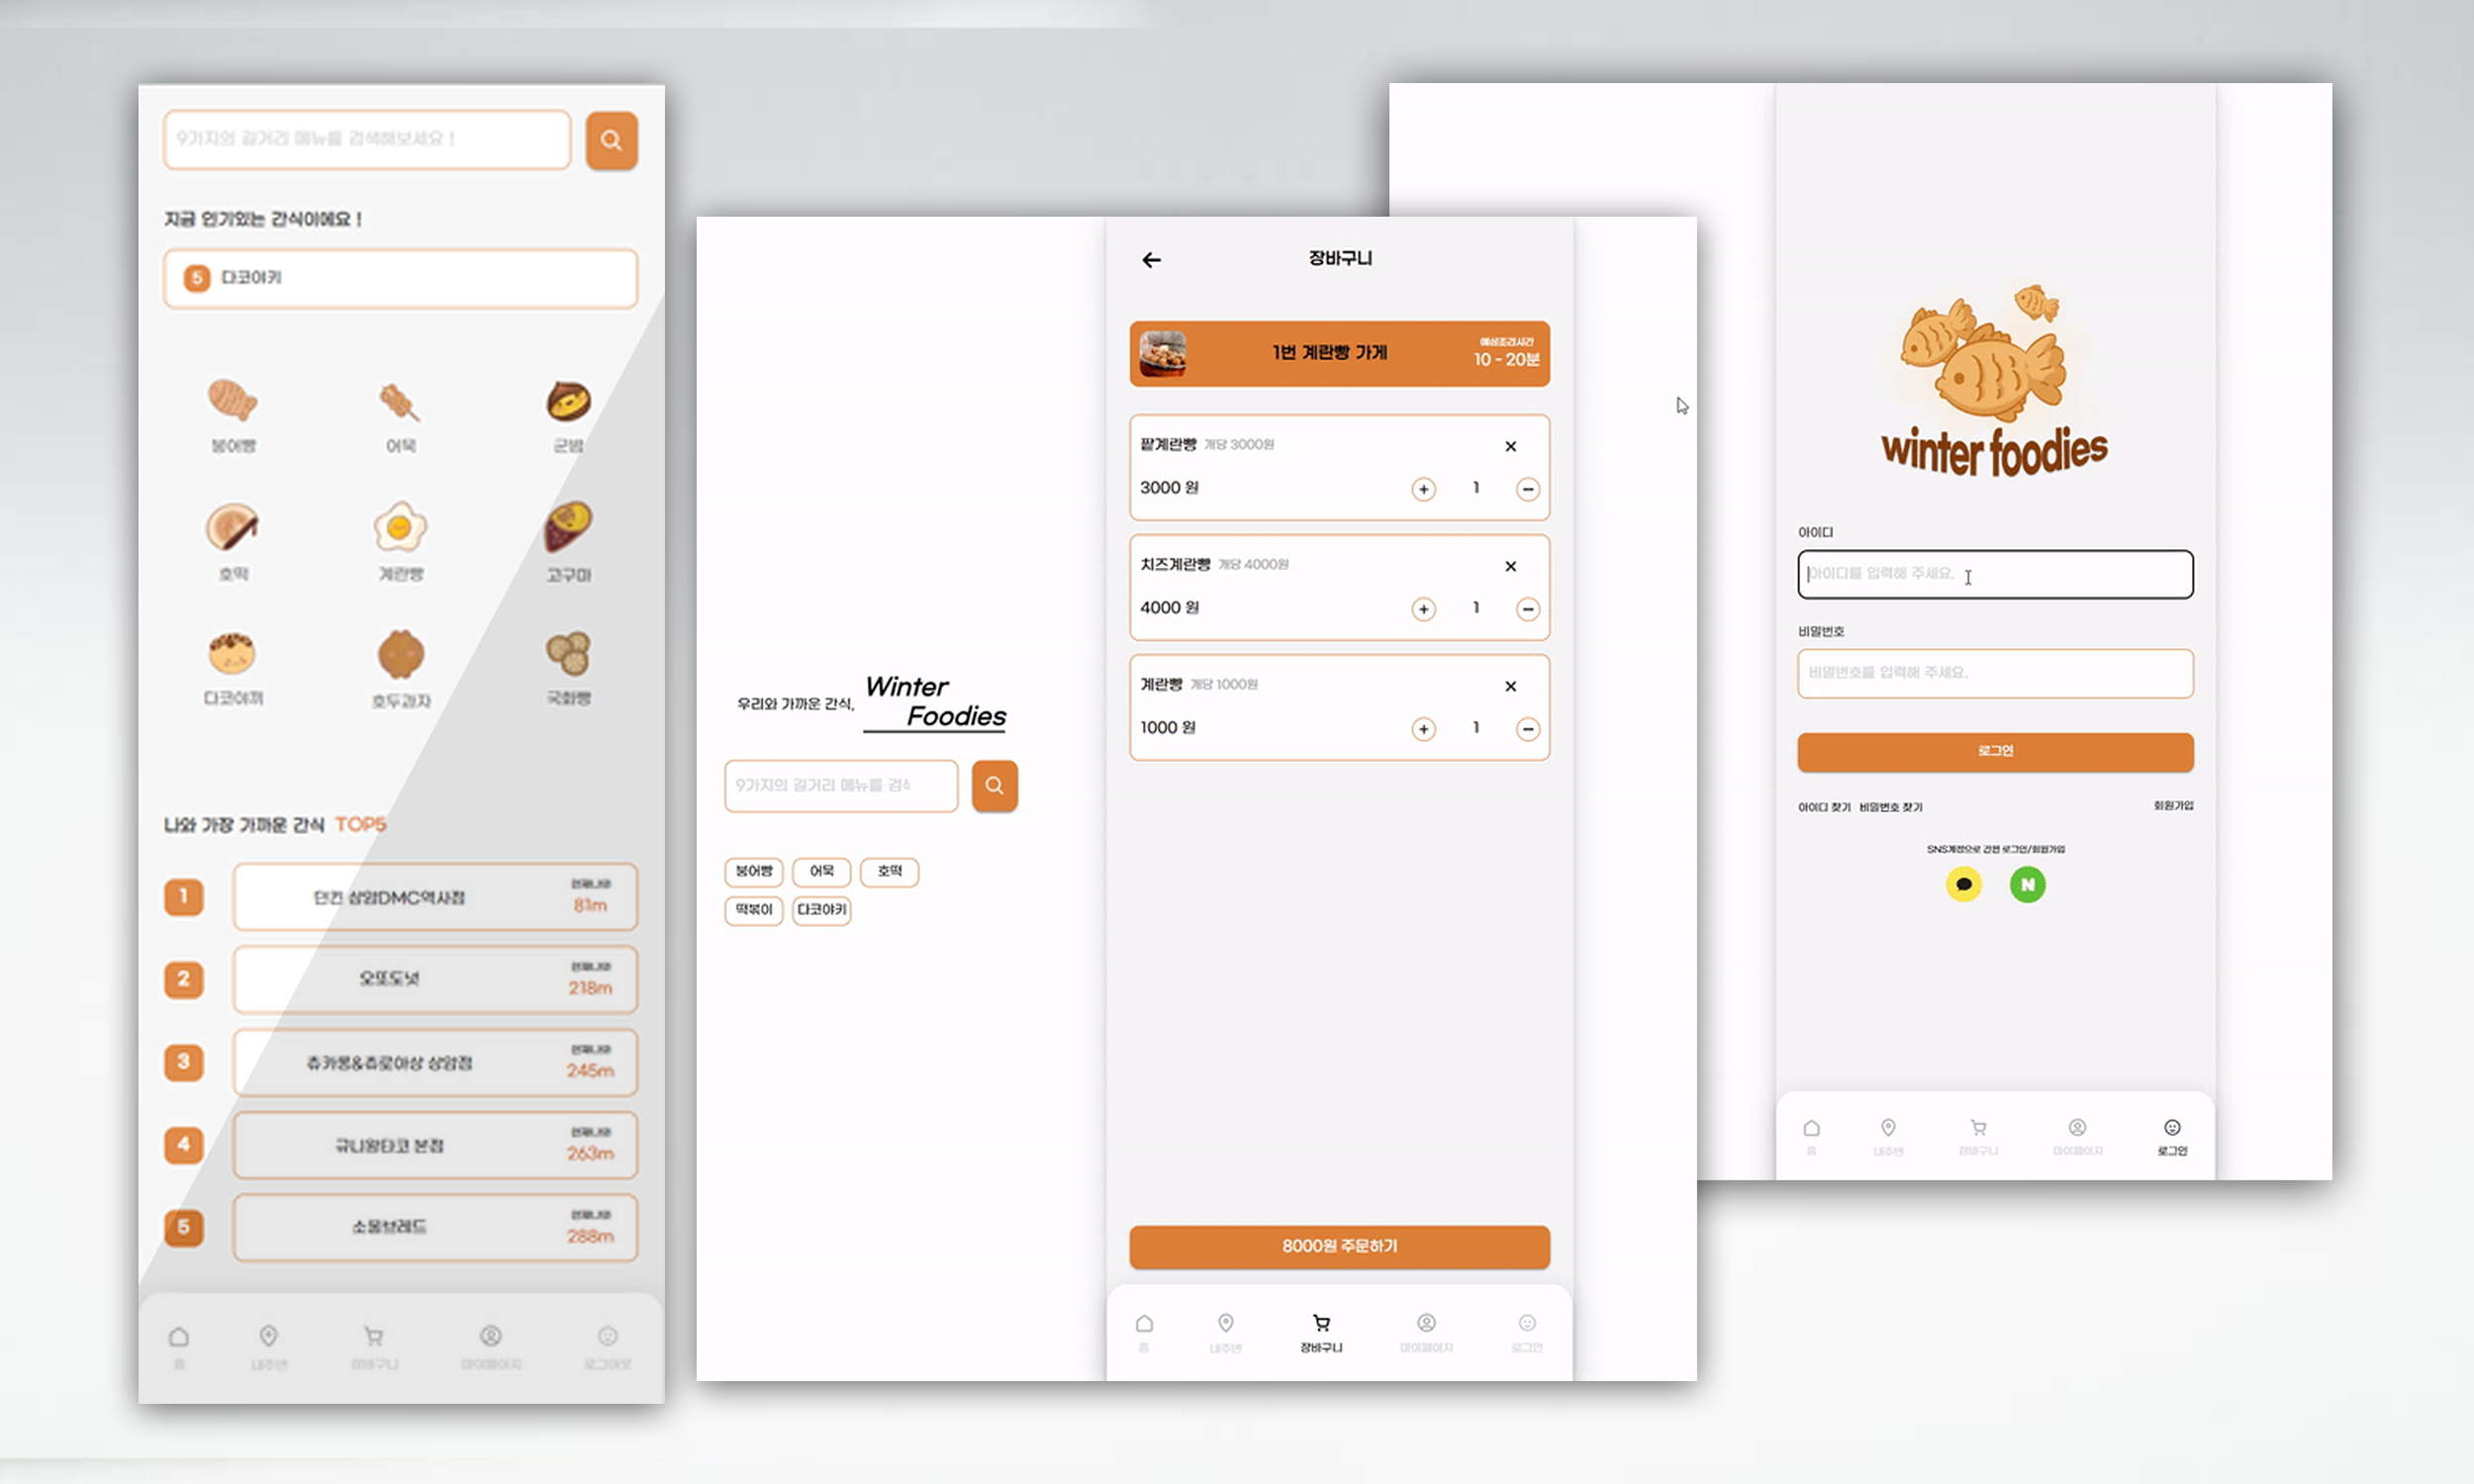 9가지의 길거리 메뉴를 검색해보세요 !
지금 인기있는 간식이에요 !
5 다코야키
붕어빵 어묵 군밤
호떡 계란빵 고구마
다코야끼 호두과자 국화빵
나와 가장 가까운 간식 TOP5
1 던킨 상암DMC역사점 81m
2 오또도넛 218m
3 츄카몽&츄로아상 상암점 245m
4 규니왕타코 본점 263m
5 소몽브레드 288m
홈 내주변 장바구니 마이페이지 로그아웃
우리와 가까운 간식, Winter
Foodies
9가지의 길거리 메뉴를 검
붕어빵 어묵 호떡
떡볶이 다코야키
장바구니
1번 계란빵 가게
예상조리시간
10 - 20분
팥계란빵 개당 3000원
3000 원 1
치즈계란빵 개당 4000원
4000 원 1
계란빵 개당 1000원
1000 원 1
8000원 주문하기
홈 내주변 장바구니 마이페이지 로그인
winter foodies
아이디
아이디를 입력해 주세요.
비밀번호
비밀번호를 입력해 주세요.
로그인
아이디 찾기 비밀번호 찾기 회원가입
SNS계정으로 간편 로그인/회원가입
N
홈 내주변 장바구니 마이페이지 로그인